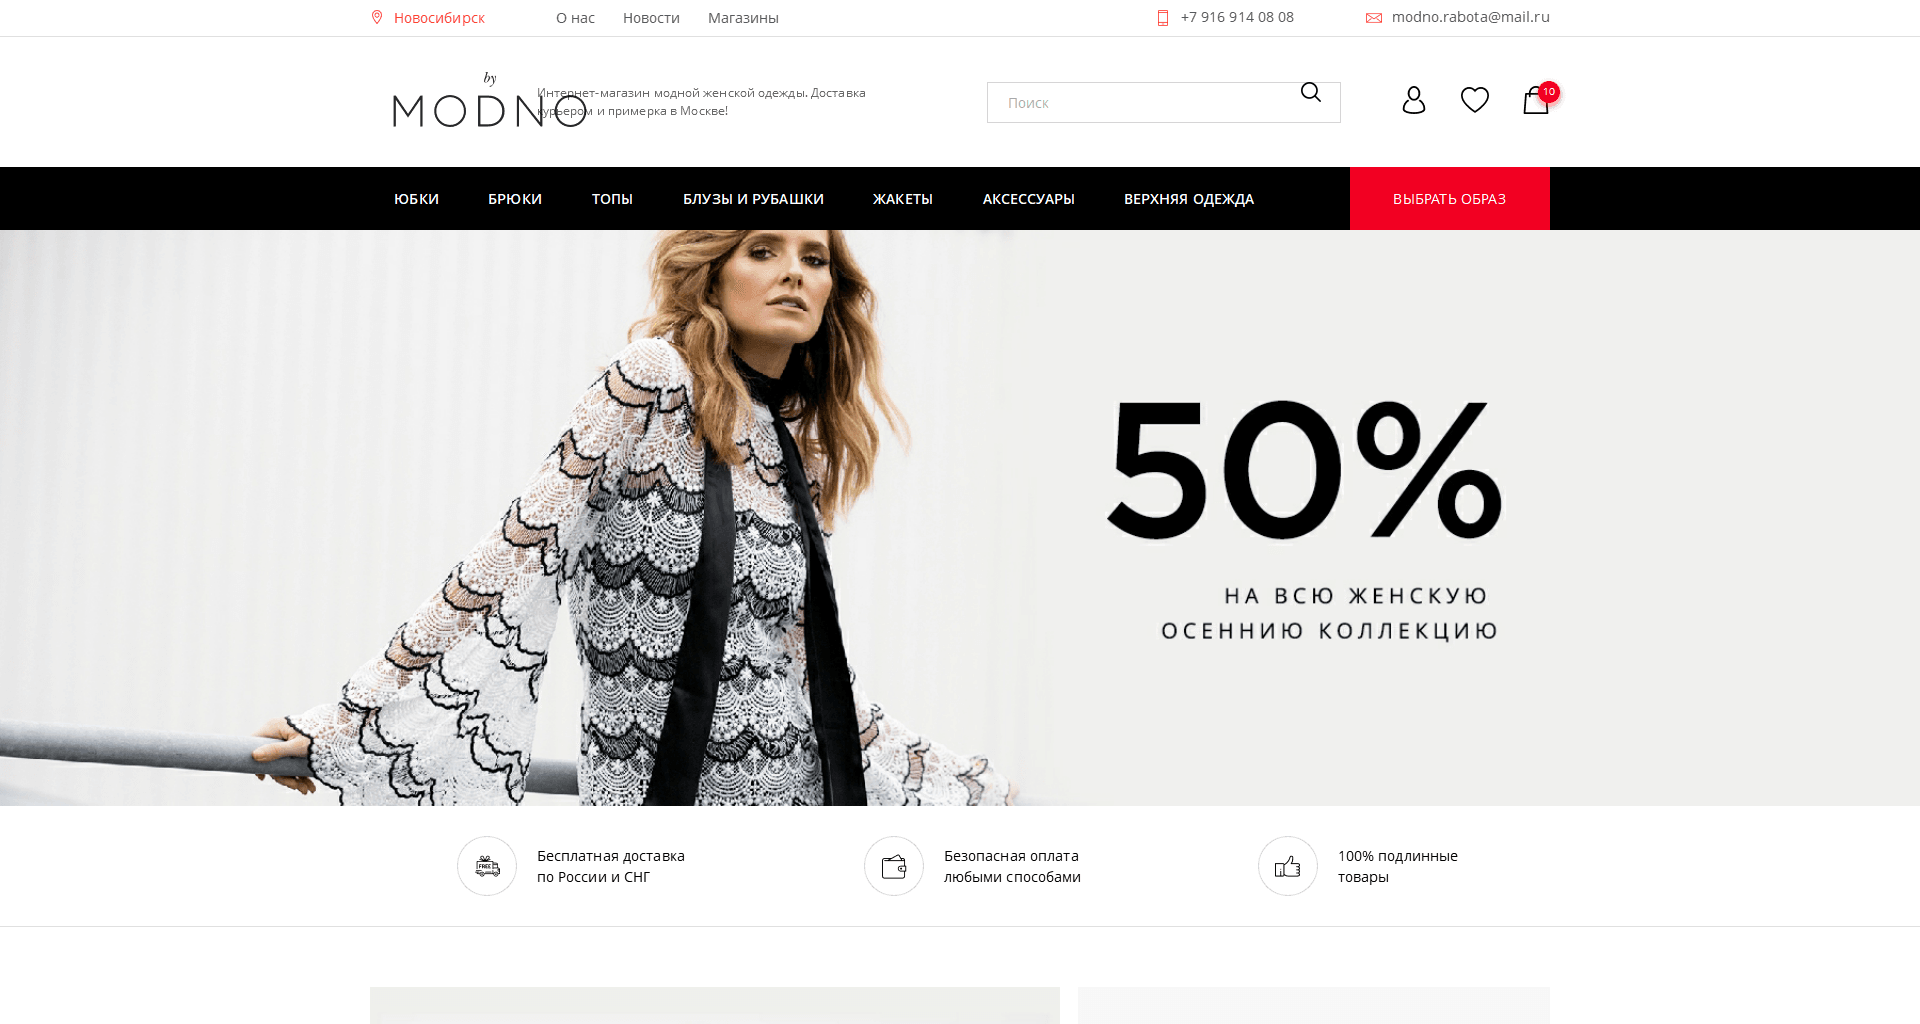 Новосибирск
О нас
Новости
Магазины
+7 916 914 08 08
modno.rabota@mail.ru
by
MODNO
Интернет-магазин модной женской одежды. Доставка
курьером и примерка в Москве!
Поиск
10
ЮБКИ
БРЮКИ
ТОПЫ
БЛУЗЫ И РУБАШКИ
ЖАКЕТЫ
АКСЕССУАРЫ
ВЕРХНЯЯ ОДЕЖДА
ВЫБРАТЬ ОБРАЗ
50%
НА ВСЮ ЖЕНСКУЮ
ОСЕННИЮ КОЛЛЕКЦИЮ
FREE
Бесплатная доставка
по России и СНГ
Безопасная оплата
любыми способами
100% подлинные
товары